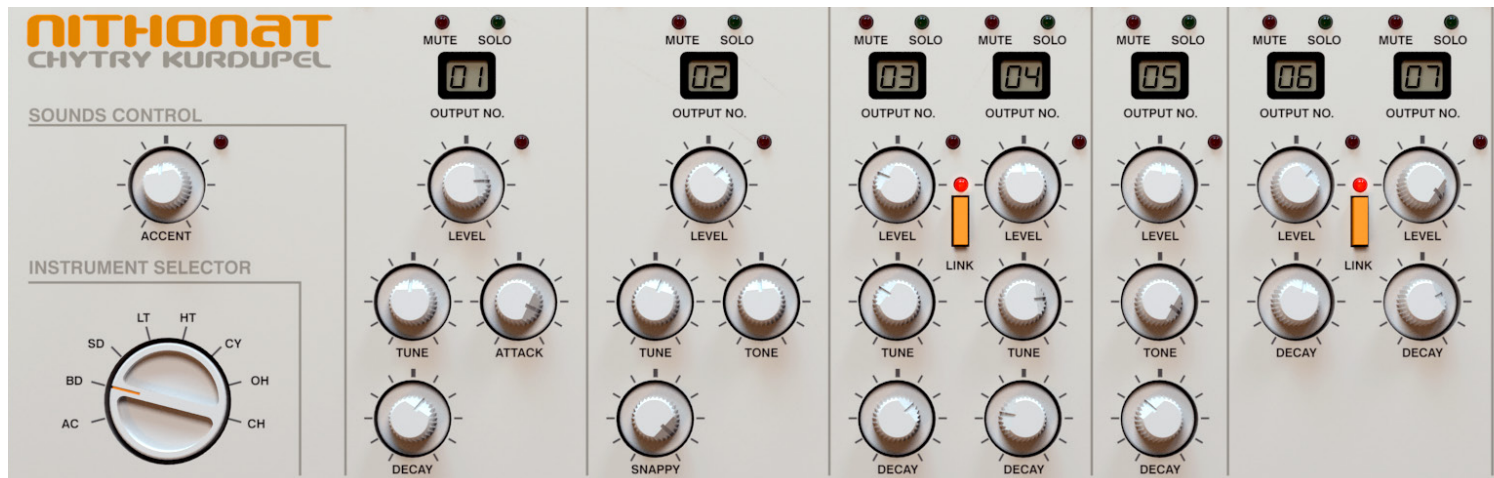 NITHONAT
CHYTRY KURDUPEL
MUTE SOLO
MUTE SOLO
MUTE SOLO
MUTE SOLO
MUTE SOLO
MUTE SOLO
MUTE SOLO
01
02
03
04
05
06
07
OUTPUT NO.
OUTPUT NO.
OUTPUT NO.
OUTPUT NO.
OUTPUT NO.
OUTPUT NO.
OUTPUT NO.
SOUNDS CONTROL
ACCENT
LEVEL
LEVEL
LEVEL
LEVEL
LEVEL
LEVEL
LEVEL
LINK
LINK
INSTRUMENT SELECTOR
LT
HT
SD
CY
BD
OH
AC
CH
TUNE
ATTACK
TUNE
TONE
TUNE
TUNE
TONE
DECAY
DECAY
DECAY
SNAPPY
DECAY
DECAY
DECAY